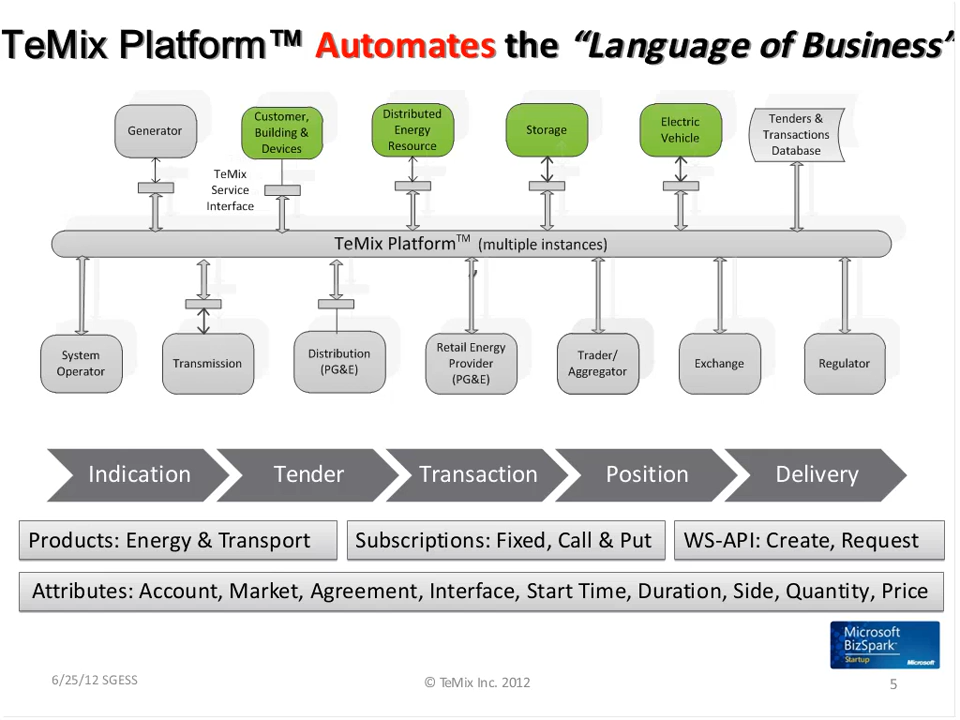 TeMix Platform™ Automates the “Language of Business”
Generator
Customer,
Building &
Devices
Distributed
Energy
Resource
Storage
Electric
Vehicle
Tenders &
Transactions
Database
TeMix
Service
Interface
TeMix Platform™ (multiple instances)
System
Operator
Transmission
Distribution
(PG&E)
Retail Energy
Provider
(PG&E)
Trader/
Aggregator
Exchange
Regulator
Indication
Tender
Transaction
Position
Delivery
Products: Energy & Transport
Subscriptions: Fixed, Call & Put
WS-API: Create, Request
Attributes: Account, Market, Agreement, Interface, Start Time, Duration, Side, Quantity, Price
Microsoft
BizSpark™
Startup
Microsoft
6/25/12 SGESS
© TeMix Inc. 2012
5